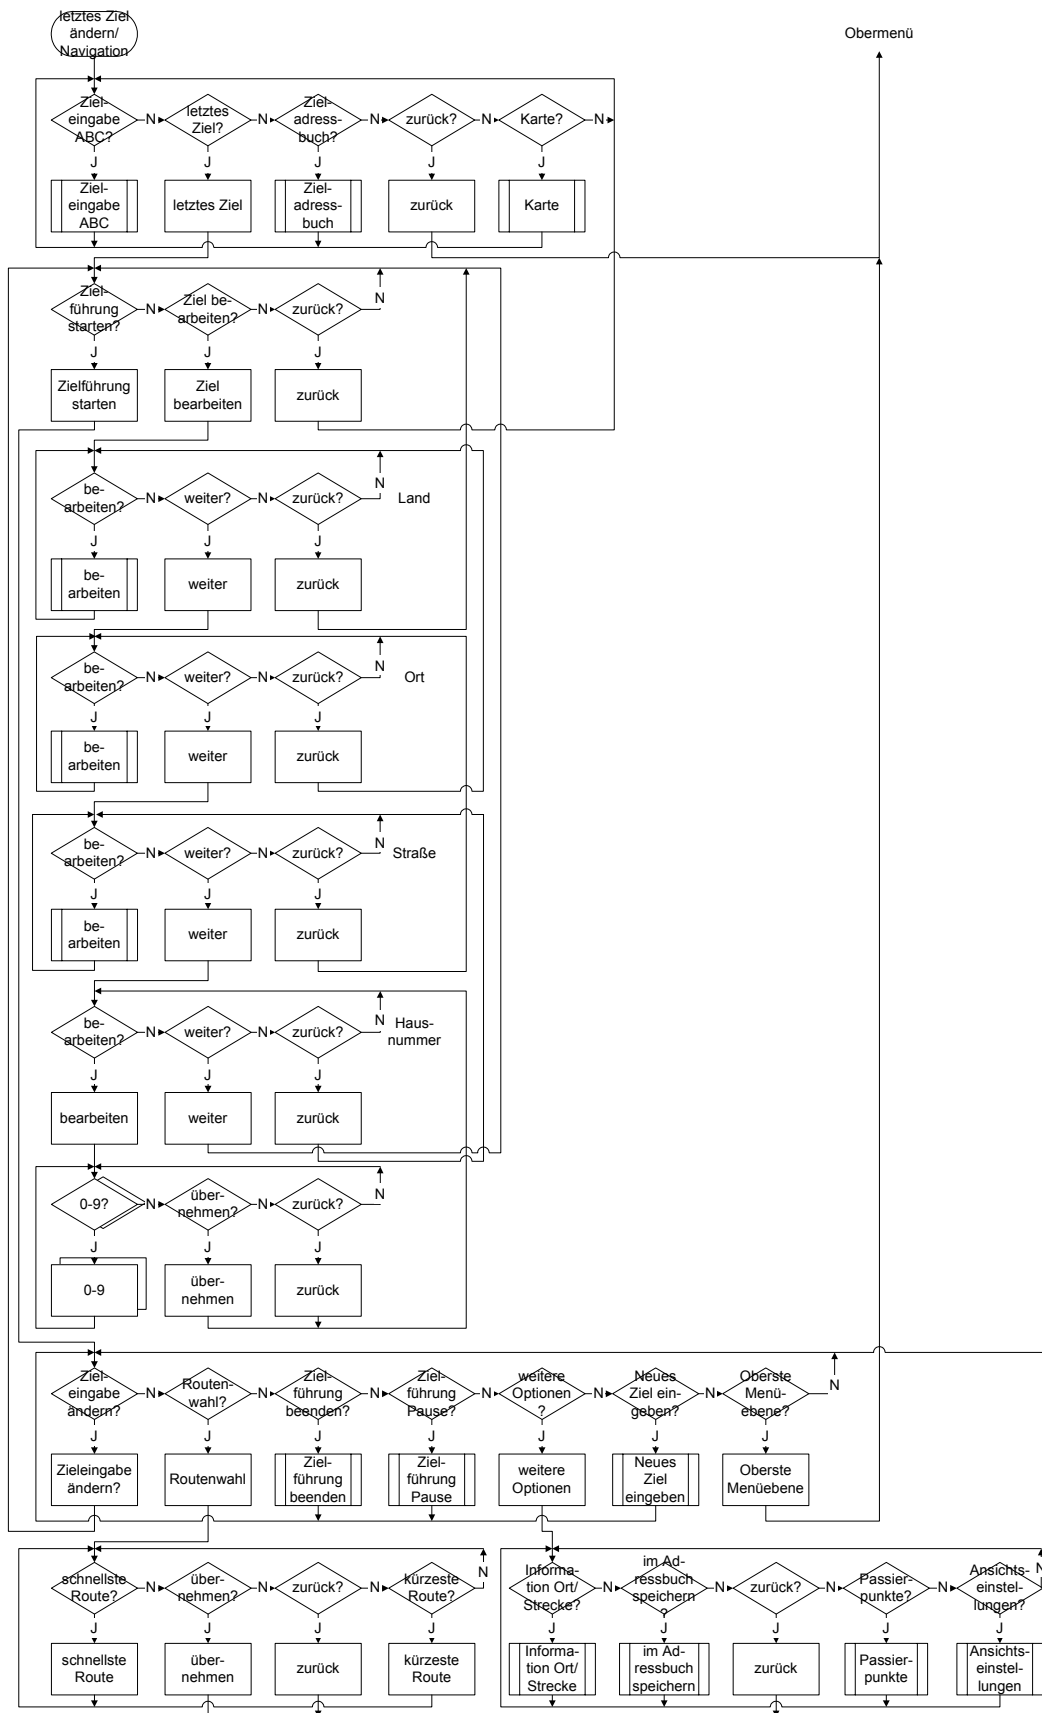 letztes Ziel
ändern/
Navigation
Obermenü
Ziel-
eingabe
ABC?
N
letztes
Ziel?
N
Ziel-
adress-
buch?
N
zurück?
N
Karte?
N
J
J
J
J
J
Ziel-
eingabe
ABC
letztes Ziel
Ziel-
adress-
buch
zurück
Karte
Ziel-
führung
starten?
N
Ziel be-
arbeiten?
N
zurück?
N
J
J
J
Zielführung
starten
Ziel
bearbeiten
zurück
be-
arbeiten?
N
weiter?
N
zurück?
N
Land
J
J
J
be-
arbeiten
weiter
zurück
be-
arbeiten?
N
weiter?
N
zurück?
N
Ort
J
J
J
be-
arbeiten
weiter
zurück
be-
arbeiten?
N
weiter?
N
zurück?
N
Straße
J
J
J
be-
arbeiten
weiter
zurück
be-
arbeiten?
N
weiter?
N
zurück?
N
Haus-
nummer
J
J
J
bearbeiten
weiter
zurück
0-9?
N
über-
nehmen?
N
zurück?
N
J
J
J
0-9
über-
nehmen
zurück
Ziel-
eingabe
ändern?
N
Routen-
wahl?
N
Ziel-
führung
beenden?
N
Ziel-
führung
Pause?
N
weitere
Optionen
?
N
Neues
Ziel ein-
geben?
N
Oberste
Menü-
ebene?
N
J
J
J
J
J
J
J
Zieleingabe
ändern?
Routenwahl
Ziel-
führung
beenden
Ziel-
führung
Pause
weitere
Optionen
Neues
Ziel
eingeben
Oberste
Menüebene
schnellste
Route?
N
über-
nehmen?
N
zurück?
N
kürzeste
Route?
N
Informa-
tion Ort/
Strecke?
N
im Ad-
ressbuch
speichern
?
N
zurück?
N
Passier-
punkte?
N
Ansichts-
einstel-
lungen?
N
J
J
J
J
J
J
J
J
J
schnellste
Route
über-
nehmen
zurück
kürzeste
Route
Informa-
tion Ort/
Strecke
im Ad-
ressbuch
speichern
zurück
Passier-
punkte
Ansichts-
einstel-
lungen